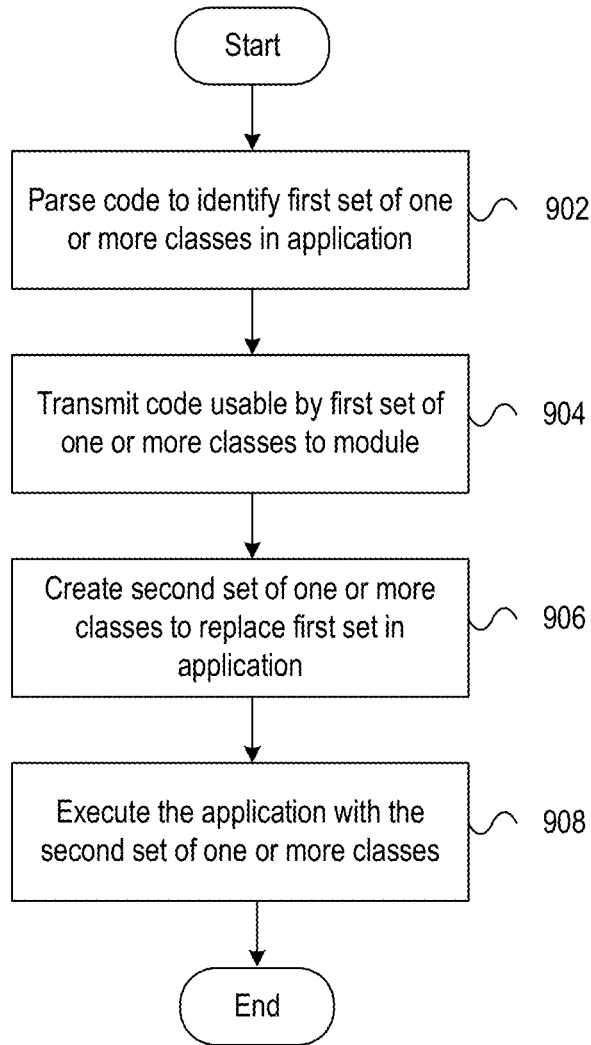 Start
Parse code to identify first set of one
or more classes in application
902
Transmit code usable by first set of
one or more classes to module
904
Create second set of one or more
classes to replace first set in
application
906
Execute the application with the
second set of one or more classes
908
End